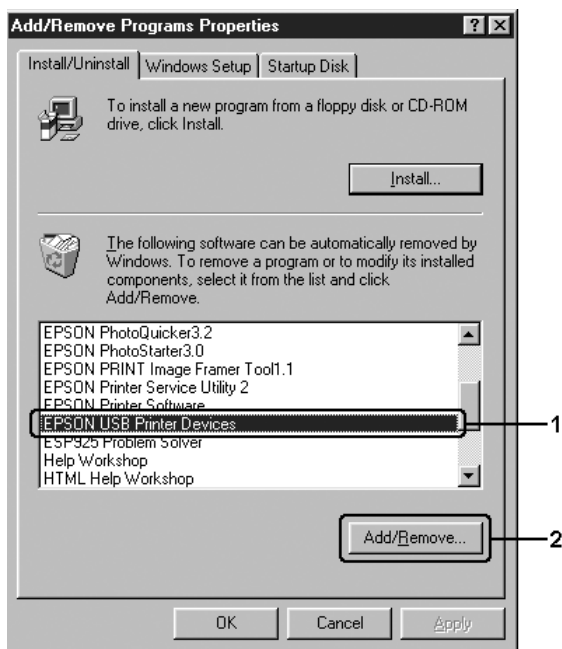 Add/Remove Programs Properties
Install/Uninstall Windows Setup Startup Disk
To install a new program from a floppy disk or CD-ROM
drive, click Install.
Install...
The following software can be automatically removed by
Windows. To remove a program or to modify its installed
components, select it from the list and click
Add/Remove.
EPSON PhotoQuicker3.2
EPSON PhotoStarter3.0
EPSON PRINT Image Framer Tool1.1
EPSON Printer Service Utility 2
EPSON Printer Software
EPSON USB Printer Devices
1
ESP925 Problem Solver
Help Workshop
HTML Help Workshop
Add/Remove...
2
OK Cancel Apply